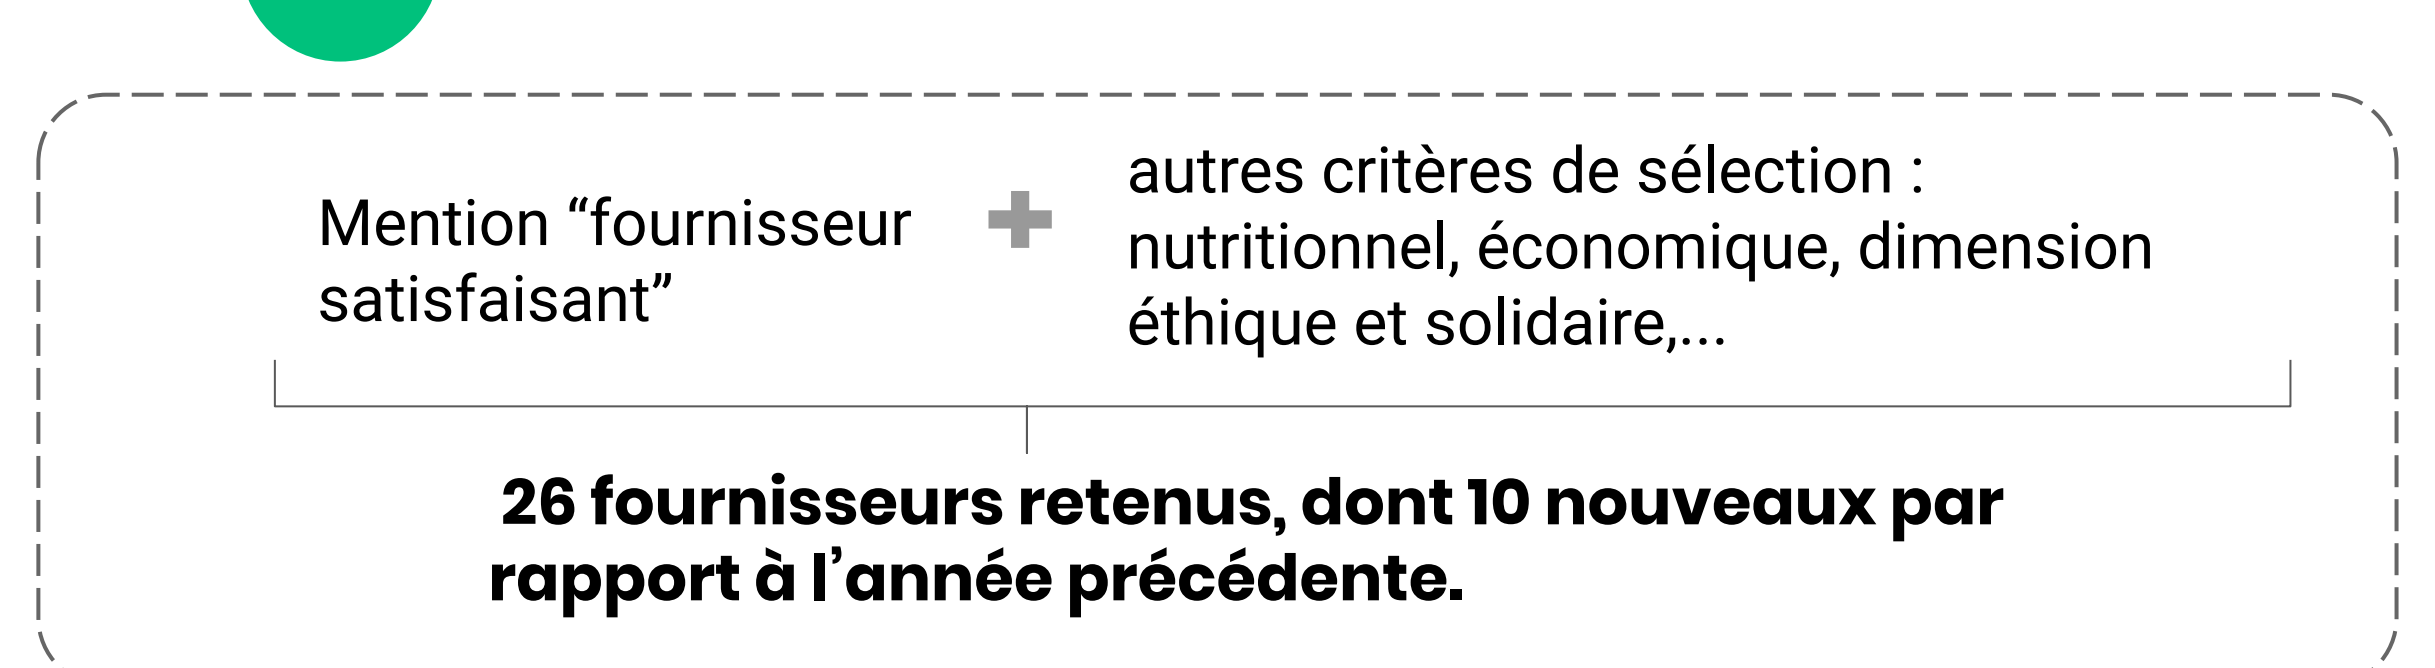 Mention “fournisseur
satisfaisant”
autres critères de sélection :
nutritionnel, économique, dimension
éthique et solidaire,...
26 fournisseurs retenus, dont 10 nouveaux par
rapport à l’année précédente.